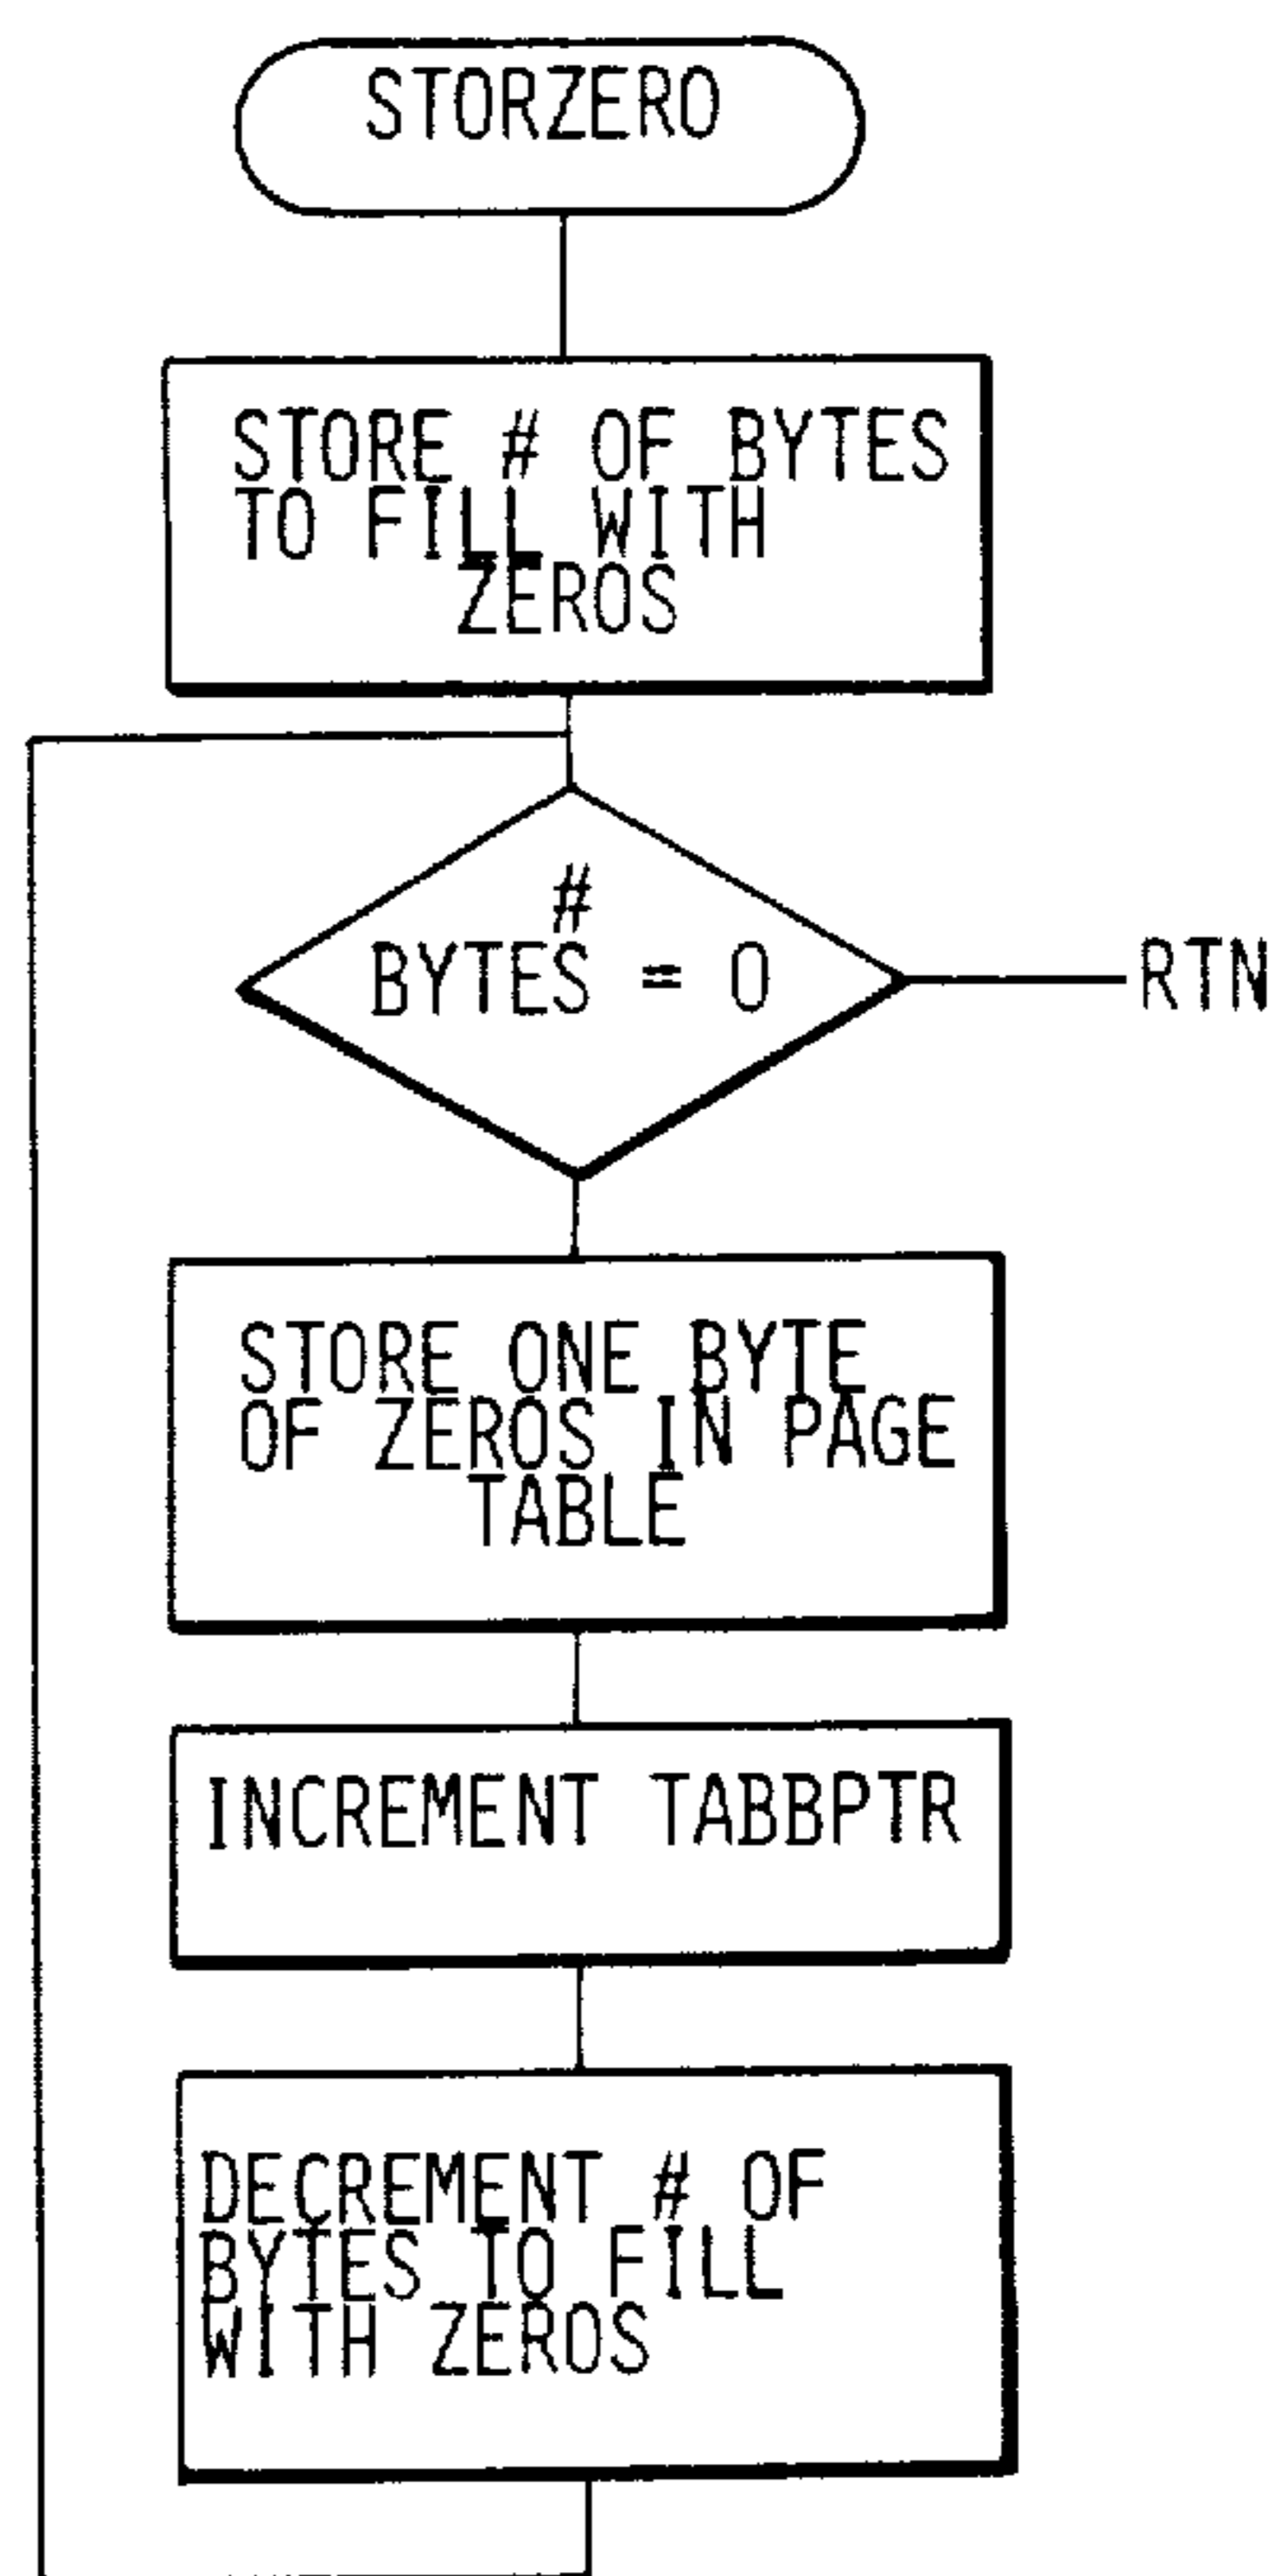 STORZERO
STORE # OF BYTES
TO FILL WITH
ZEROS
#
BYTES = 0
RTN
STORE ONE BYTE
OF ZEROS IN PAGE
TABLE
INCREMENT TABBPTR
DECREMENT # OF
BYTES TO FILL
WITH ZEROS